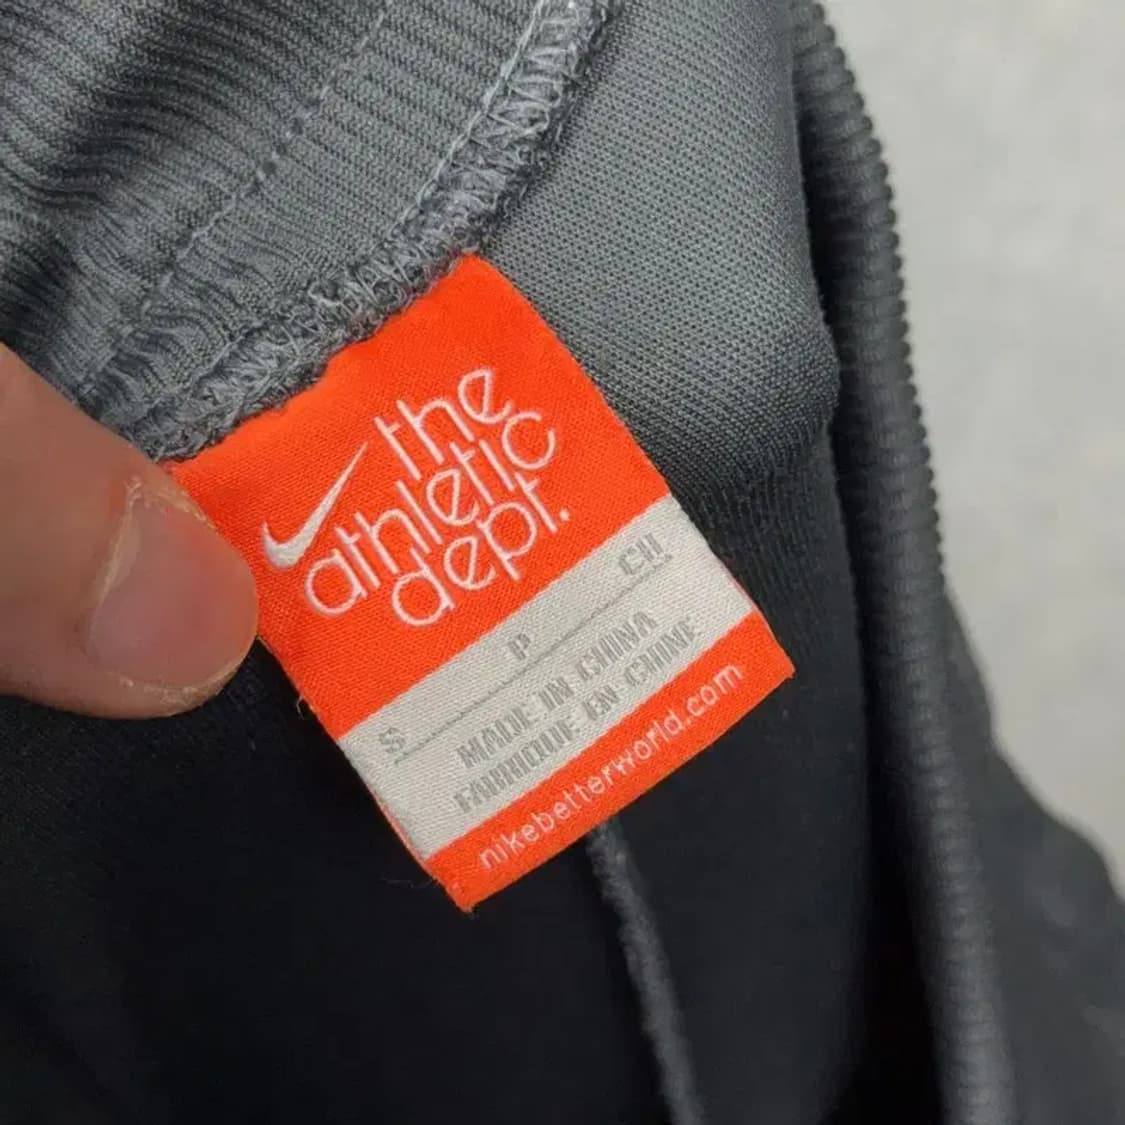 the
athletic
dept.
S P CH
MADE IN CHINA
FABRIQUE EN CHINE
nikebetterworld.com